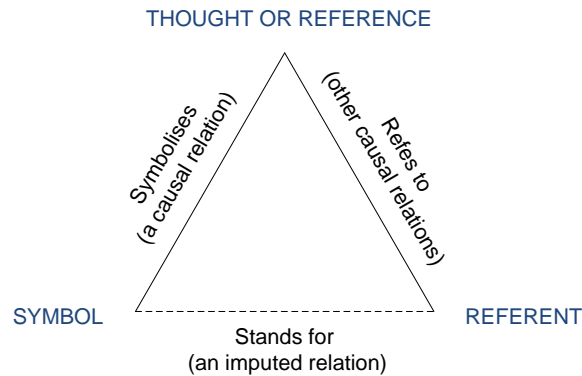 THOUGHT OR REFERENCE
Symbolises
(a causal relation)
Refes to
(other causal relations)
SYMBOL
REFERENT
Stands for
(an imputed relation)